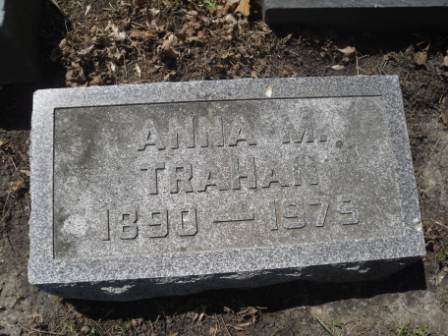 ANNA M.
TRAHAN
1890 — 1975